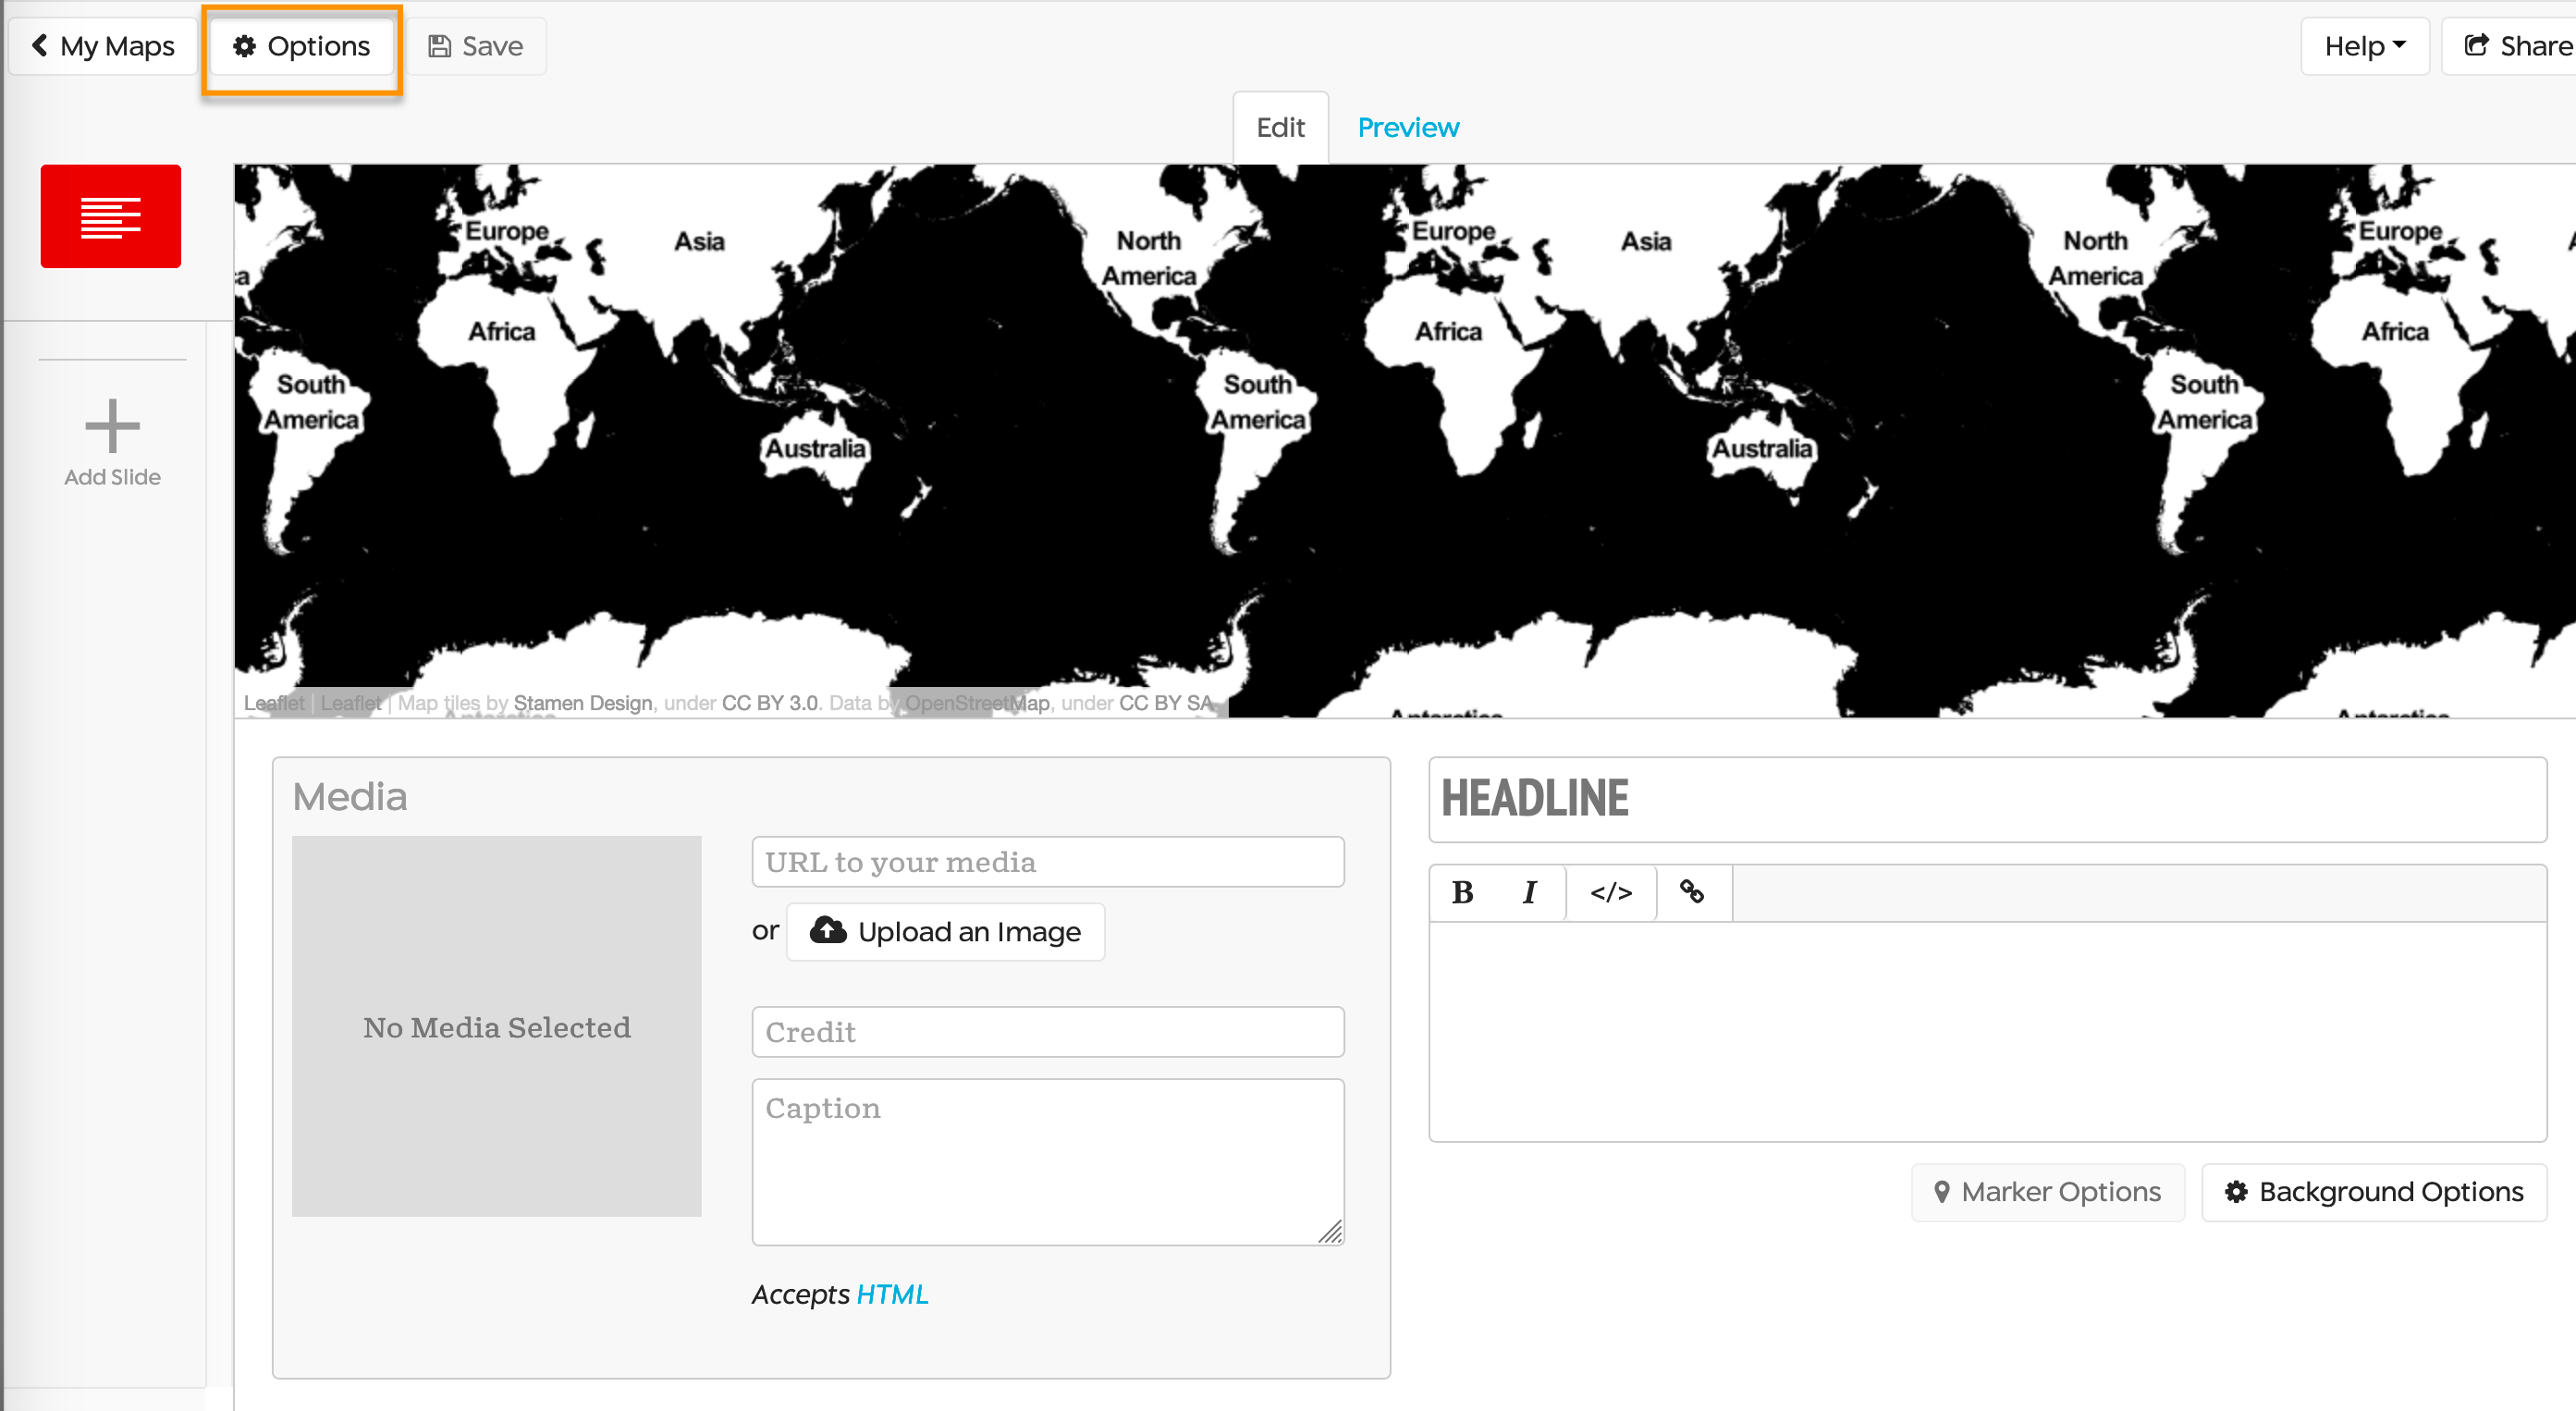 My Maps
Options
Save
Help
Share
Edit
Preview
Add Slide
Europe
Asia
North
America
Europe
Asia
North
America
Europe
a
Africa
Africa
Africa
South
America
South
America
South
America
Australia
Australia
Leaflet | Leaflet | Map tiles by Stamen Design, under CC BY 3.0. Data by OpenStreetMap, under CC BY SA
Antarctica
Antarctica
Antarctica
Media
No Media Selected
URL to your media
or
Upload an Image
Credit
Caption
Accepts HTML
HEADLINE
B I </>
Marker Options
Background Options